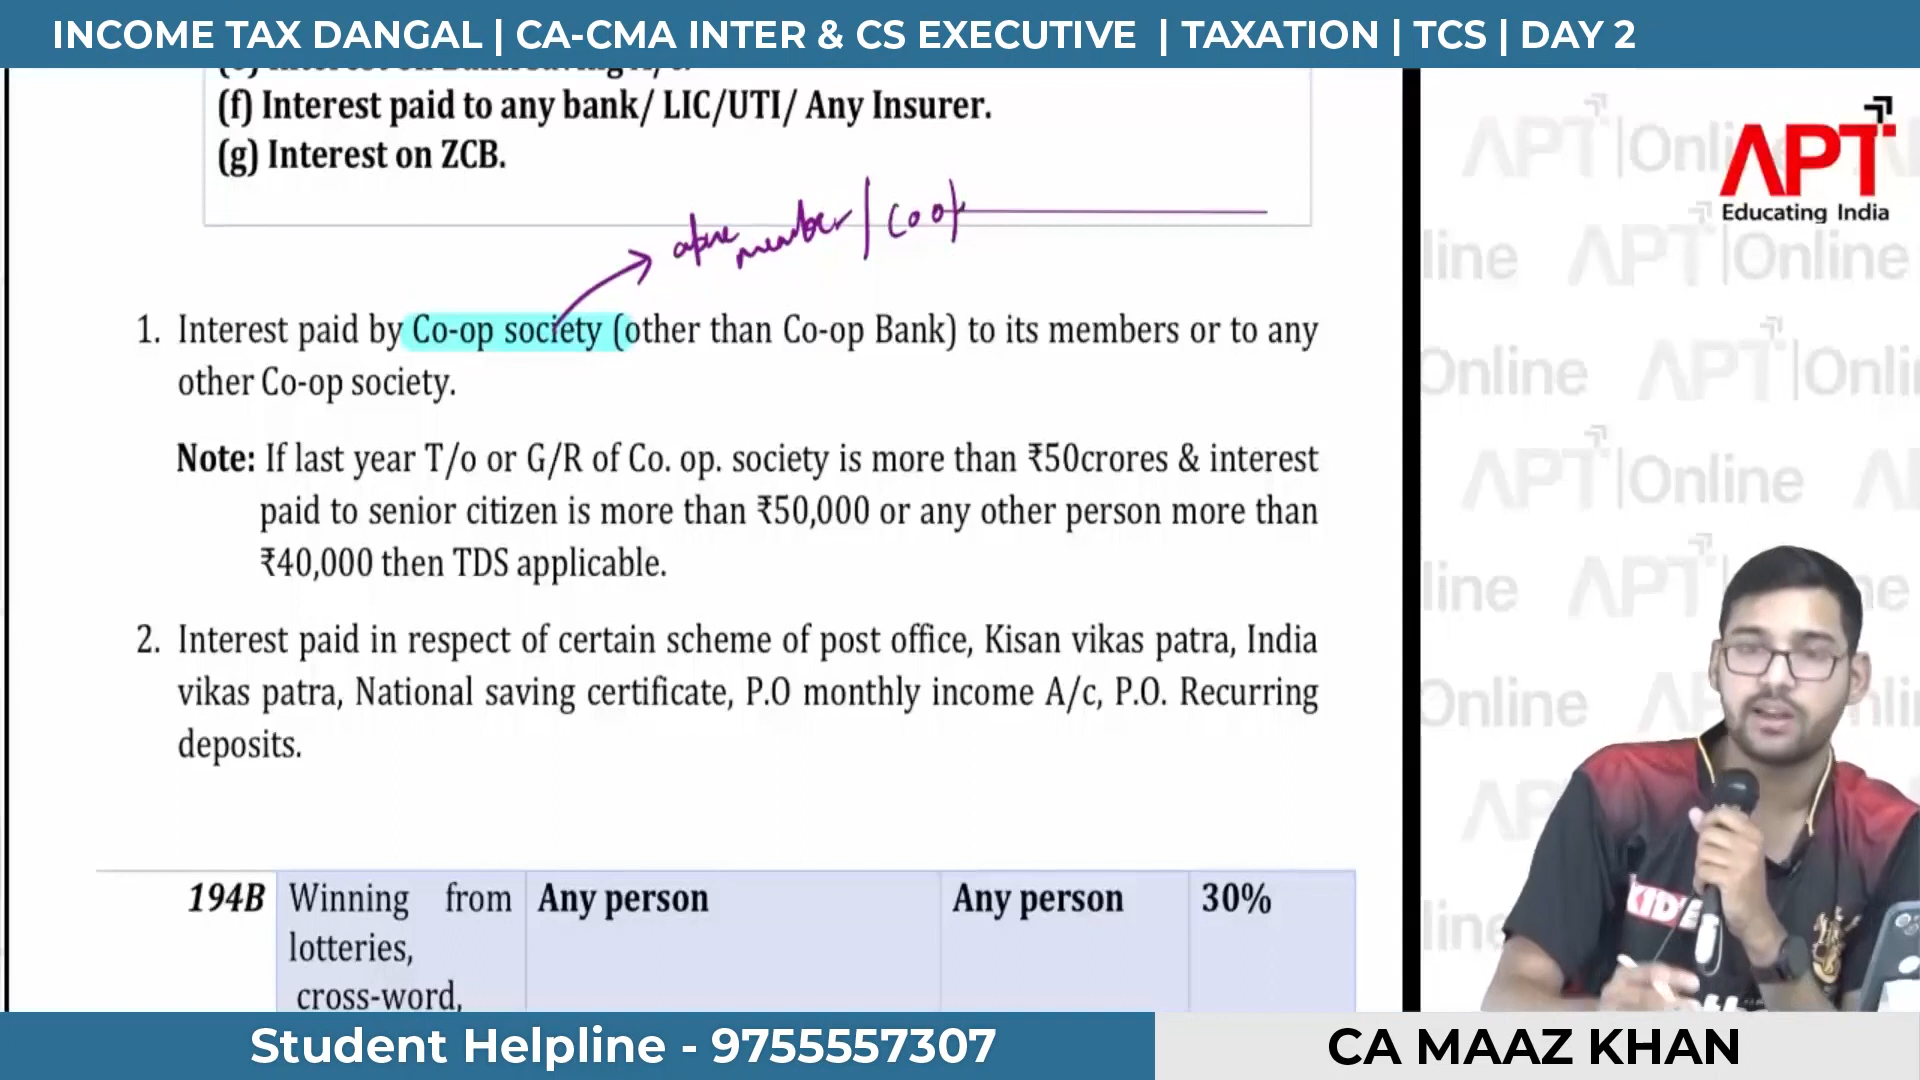 INCOME TAX DANGAL | CA-CMA INTER & CS EXECUTIVE | TAXATION | TCS | DAY 2
(f) Interest paid to any bank/ LIC/UTI/ Any Insurer.
(g) Interest on ZCB.
member / Coop
1. Interest paid by Co-op society (other than Co-op Bank) to its members or to any
other Co-op society.
Note: If last year T/o or G/R of Co. op. society is more than ₹50crores & interest
paid to senior citizen is more than ₹50,000 or any other person more than
₹40,000 then TDS applicable.
2. Interest paid in respect of certain scheme of post office, Kisan vikas patra, India
vikas patra, National saving certificate, P.O monthly income A/c, P.O. Recurring
deposits.
194B Winning from Any person Any person 30%
lotteries,
cross-word,
APT
Educating India
APT|Online
Student Helpline - 9755557307
CA MAAZ KHAN